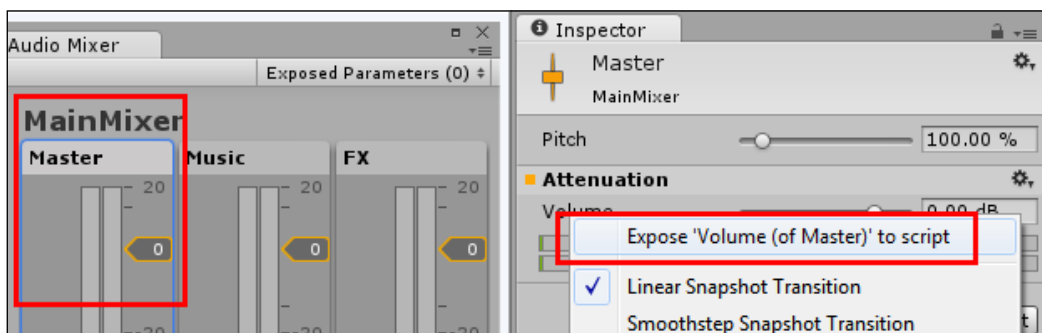 Audio Mixer
Exposed Parameters (0)
MainMixer
Master
Music
FX
20
20
20
0
0
0
Inspector
Master
MainMixer
Pitch
100.00 %
Attenuation
Volume
0.00 dB
Expose 'Volume (of Master)' to script
Linear Snapshot Transition
Smoothstep Snapshot Transition